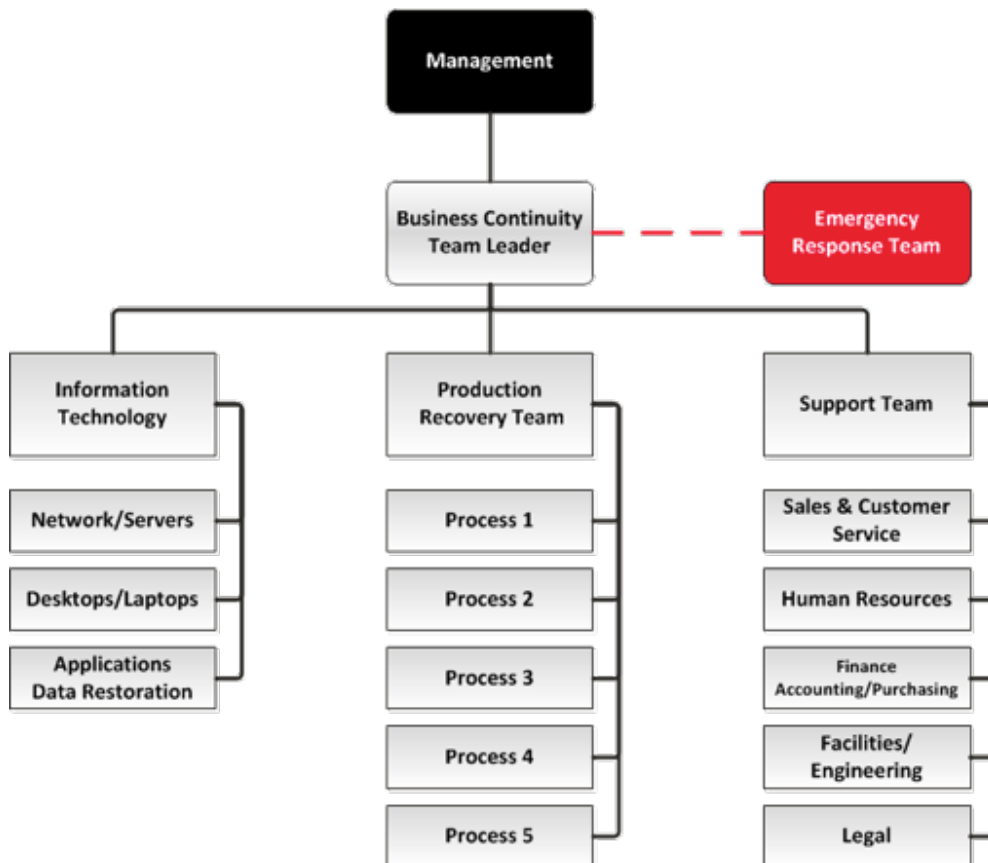 Management
Business Continuity
Team Leader
Emergency
Response Team
Information
Technology
Production
Recovery Team
Support Team
Network/Servers
Process 1
Sales & Customer
Service
Desktops/Laptops
Process 2
Human Resources
Applications
Data Restoration
Process 3
Finance
Accounting/Purchasing
Process 4
Facilities/
Engineering
Process 5
Legal